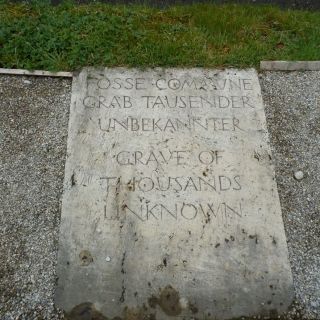 FOSSE COMMUNE
GRAB TAUSENDER
UNBEKANNTER
GRAVE OF
THOUSANDS
UNKNOWN